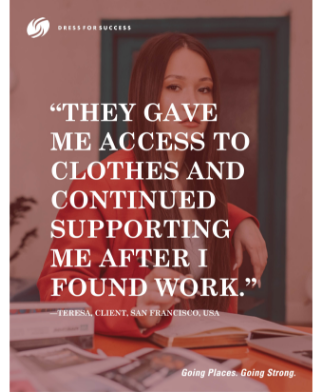 DRESS FOR SUCCESS
“THEY GAVE
ME ACCESS TO
CLOTHES AND
CONTINUED
SUPPORTING
ME AFTER I
FOUND WORK.”
—TERESA, CLIENT, SAN FRANCISCO, USA
Going Places. Going Strong.